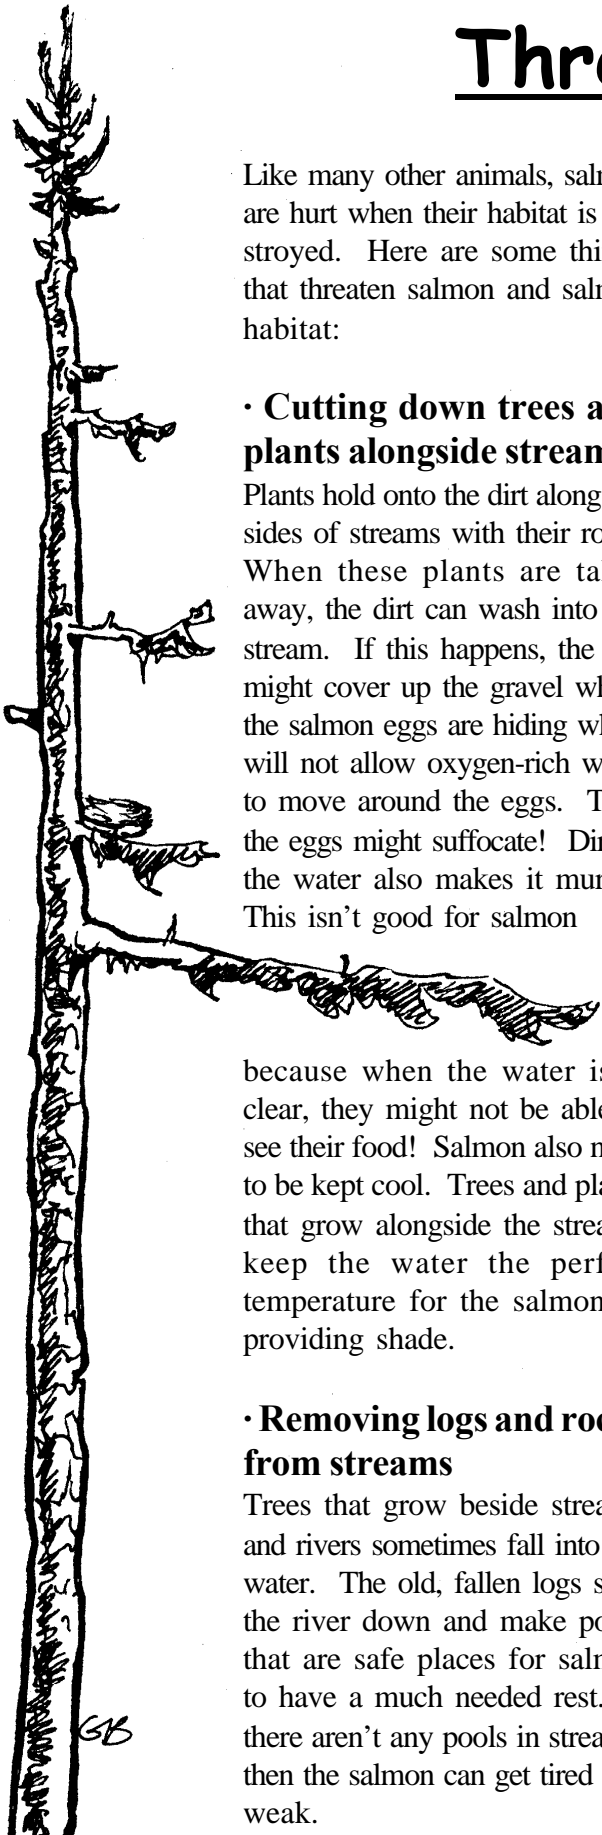 Thre
Like many other animals, salm
are hurt when their habitat is
stroyed. Here are some thi
that threaten salmon and salm
habitat:
· Cutting down trees a
plants alongside stream
Plants hold onto the dirt along
sides of streams with their ro
When these plants are ta
away, the dirt can wash into
stream. If this happens, the
might cover up the gravel wh
the salmon eggs are hiding wh
will not allow oxygen-rich w
to move around the eggs. T
the eggs might suffocate! Dir
the water also makes it mur
This isn't good for salmon
because when the water is
clear, they might not be able
see their food! Salmon also n
to be kept cool. Trees and pla
that grow alongside the strea
keep the water the perf
temperature for the salmon
providing shade.
· Removing logs and roc
from streams
Trees that grow beside strea
and rivers sometimes fall into
water. The old, fallen logs s
the river down and make po
that are safe places for salm
to have a much needed rest.
there aren't any pools in strea
then the salmon can get tired
weak.
GB